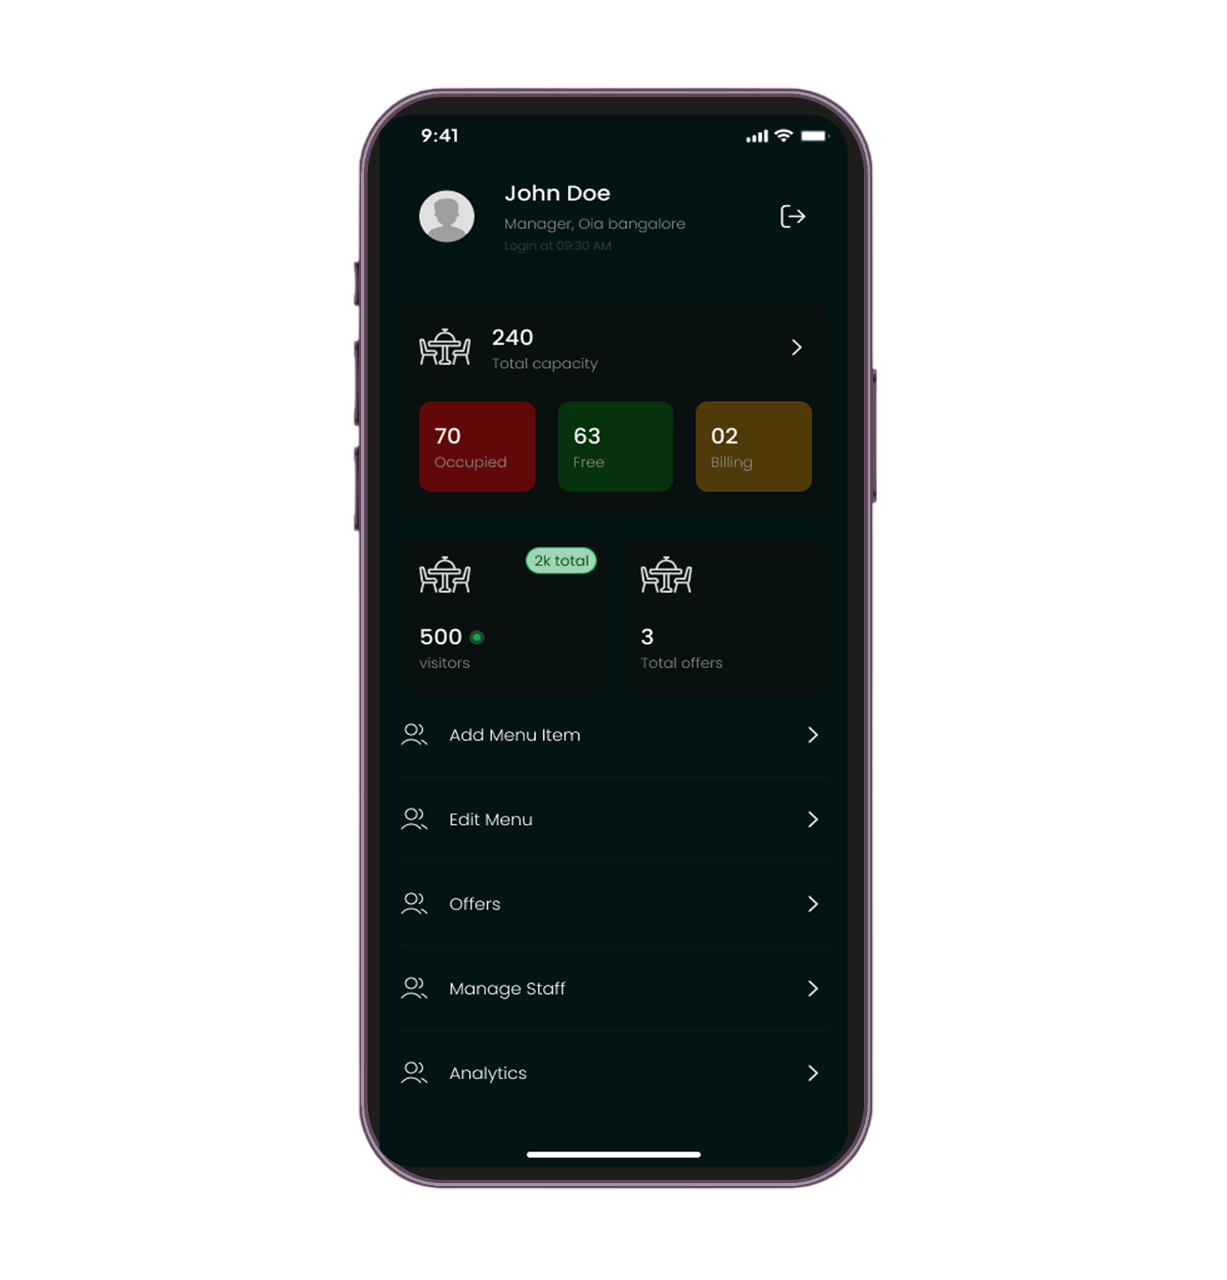 9:41
John Doe
Manager, Oia bangalore
Login at 09:30 AM
240
Total capacity
70
Occupied
63
Free
02
Billing
2k total
500
visitors
3
Total offers
Add Menu Item
Edit Menu
Offers
Manage Staff
Analytics